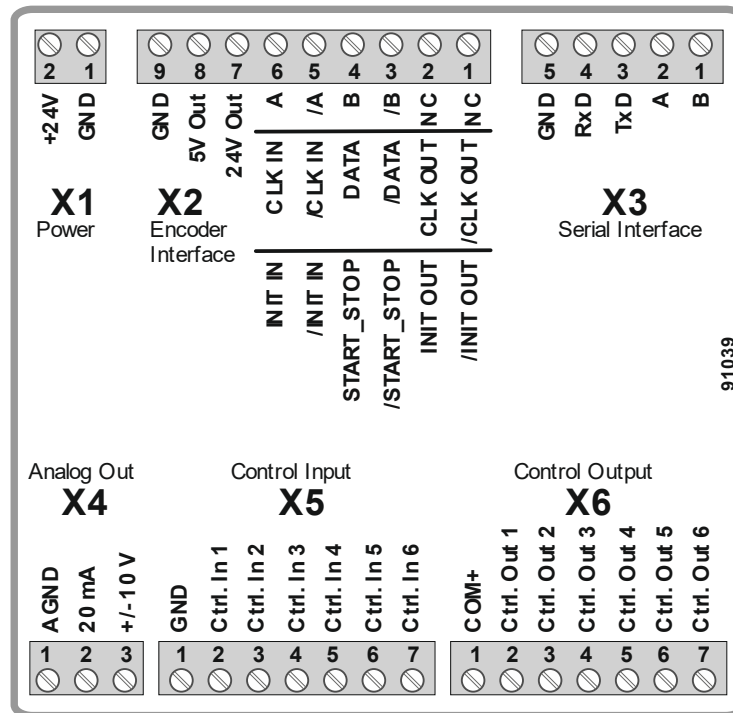 2 1
9 8 7 6 5 4 3 2 1
5 4 3 2 1
+24V
GND
GND
5V Out
24V Out
A
/A
B
/B
NC
NC
GND
RxD
TxD
A
B
CLK IN
/CLK IN
DATA
/DATA
CLK OUT
/CLK OUT
X1
Power
X2
Encoder
Interface
X3
Serial Interface
INIT IN
/INIT IN
START_STOP
/START_STOP
INIT OUT
/INIT OUT
91039
Analog Out
X4
Control Input
X5
Control Output
X6
AGND
20 mA
+/-10 V
GND
Ctrl. In 1
Ctrl. In 2
Ctrl. In 3
Ctrl. In 4
Ctrl. In 5
Ctrl. In 6
COM+
Ctrl. Out 1
Ctrl. Out 2
Ctrl. Out 3
Ctrl. Out 4
Ctrl. Out 5
Ctrl. Out 6
1 2 3
1 2 3 4 5 6 7
1 2 3 4 5 6 7